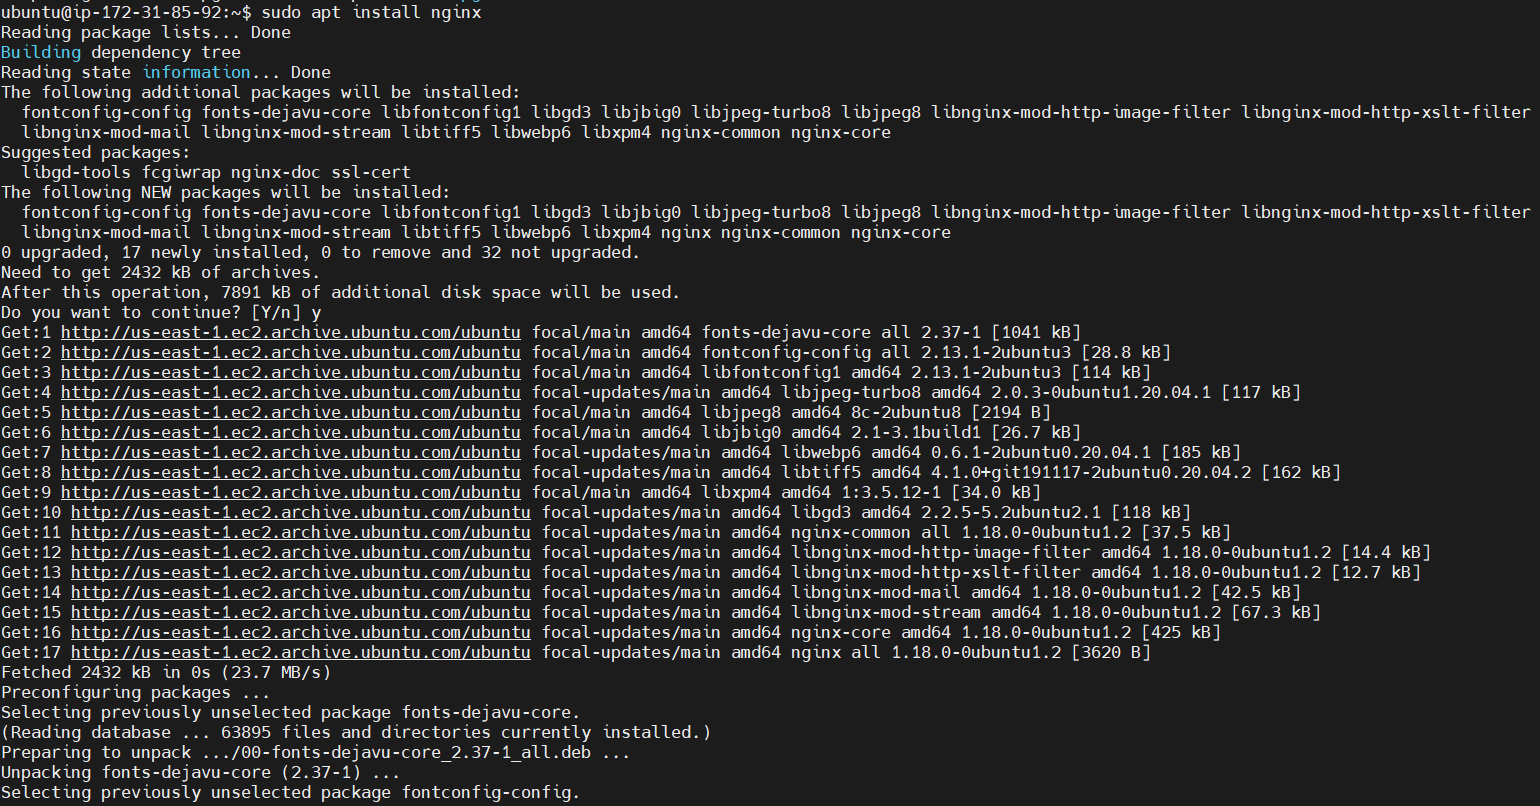 ubuntu@ip-172-31-85-92:~$ sudo apt install nginx
Reading package lists... Done
Building dependency tree
Reading state information... Done
The following additional packages will be installed:
  fontconfig-config fonts-dejavu-core libfontconfig1 libgd3 libjbig0 libjpeg-turbo8 libjpeg8 libnginx-mod-http-image-filter libnginx-mod-http-xslt-filter
  libnginx-mod-mail libnginx-mod-stream libtiff5 libwebp6 libxpm4 nginx-common nginx-core
Suggested packages:
  libgd-tools fcgiwrap nginx-doc ssl-cert
The following NEW packages will be installed:
  fontconfig-config fonts-dejavu-core libfontconfig1 libgd3 libjbig0 libjpeg-turbo8 libjpeg8 libnginx-mod-http-image-filter libnginx-mod-http-xslt-filter
  libnginx-mod-mail libnginx-mod-stream libtiff5 libwebp6 libxpm4 nginx nginx-common nginx-core
0 upgraded, 17 newly installed, 0 to remove and 32 not upgraded.
Need to get 2432 kB of archives.
After this operation, 7891 kB of additional disk space will be used.
Do you want to continue? [Y/n] y
Get:1 http://us-east-1.ec2.archive.ubuntu.com/ubuntu focal/main amd64 fonts-dejavu-core all 2.37-1 [1041 kB]
Get:2 http://us-east-1.ec2.archive.ubuntu.com/ubuntu focal/main amd64 fontconfig-config all 2.13.1-2ubuntu3 [28.8 kB]
Get:3 http://us-east-1.ec2.archive.ubuntu.com/ubuntu focal/main amd64 libfontconfig1 amd64 2.13.1-2ubuntu3 [114 kB]
Get:4 http://us-east-1.ec2.archive.ubuntu.com/ubuntu focal-updates/main amd64 libjpeg-turbo8 amd64 2.0.3-0ubuntu1.20.04.1 [117 kB]
Get:5 http://us-east-1.ec2.archive.ubuntu.com/ubuntu focal/main amd64 libjpeg8 amd64 8c-2ubuntu8 [2194 B]
Get:6 http://us-east-1.ec2.archive.ubuntu.com/ubuntu focal/main amd64 libjbig0 amd64 2.1-3.1build1 [26.7 kB]
Get:7 http://us-east-1.ec2.archive.ubuntu.com/ubuntu focal-updates/main amd64 libwebp6 amd64 0.6.1-2ubuntu0.20.04.1 [185 kB]
Get:8 http://us-east-1.ec2.archive.ubuntu.com/ubuntu focal-updates/main amd64 libtiff5 amd64 4.1.0+git191117-2ubuntu0.20.04.2 [162 kB]
Get:9 http://us-east-1.ec2.archive.ubuntu.com/ubuntu focal/main amd64 libxpm4 amd64 1:3.5.12-1 [34.0 kB]
Get:10 http://us-east-1.ec2.archive.ubuntu.com/ubuntu focal-updates/main amd64 libgd3 amd64 2.2.5-5.2ubuntu2.1 [118 kB]
Get:11 http://us-east-1.ec2.archive.ubuntu.com/ubuntu focal-updates/main amd64 nginx-common all 1.18.0-0ubuntu1.2 [37.5 kB]
Get:12 http://us-east-1.ec2.archive.ubuntu.com/ubuntu focal-updates/main amd64 libnginx-mod-http-image-filter amd64 1.18.0-0ubuntu1.2 [14.4 kB]
Get:13 http://us-east-1.ec2.archive.ubuntu.com/ubuntu focal-updates/main amd64 libnginx-mod-http-xslt-filter amd64 1.18.0-0ubuntu1.2 [12.7 kB]
Get:14 http://us-east-1.ec2.archive.ubuntu.com/ubuntu focal-updates/main amd64 libnginx-mod-mail amd64 1.18.0-0ubuntu1.2 [42.5 kB]
Get:15 http://us-east-1.ec2.archive.ubuntu.com/ubuntu focal-updates/main amd64 libnginx-mod-stream amd64 1.18.0-0ubuntu1.2 [67.3 kB]
Get:16 http://us-east-1.ec2.archive.ubuntu.com/ubuntu focal-updates/main amd64 nginx-core amd64 1.18.0-0ubuntu1.2 [425 kB]
Get:17 http://us-east-1.ec2.archive.ubuntu.com/ubuntu focal-updates/main amd64 nginx all 1.18.0-0ubuntu1.2 [3620 B]
Fetched 2432 kB in 0s (23.7 MB/s)
Preconfiguring packages ...
Selecting previously unselected package fonts-dejavu-core.
(Reading database ... 63895 files and directories currently installed.)
Preparing to unpack .../00-fonts-dejavu-core_2.37-1_all.deb ...
Unpacking fonts-dejavu-core (2.37-1) ...
Selecting previously unselected package fontconfig-config.